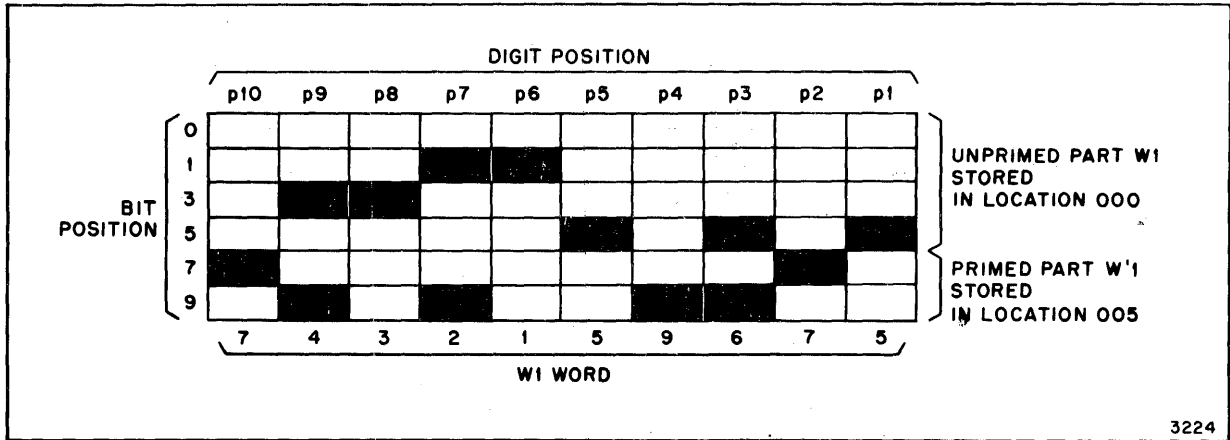 DIGIT POSITION
p10 p9 p8 p7 p6 p5 p4 p3 p2 p1
BIT
POSITION
0
1
3
5
7
9
UNPRIMED PART W1
STORED
IN LOCATION 000
PRIMED PART W'1
STORED
IN LOCATION 005
7 4 3 2 1 5 9 6 7 5
W1 WORD
3224